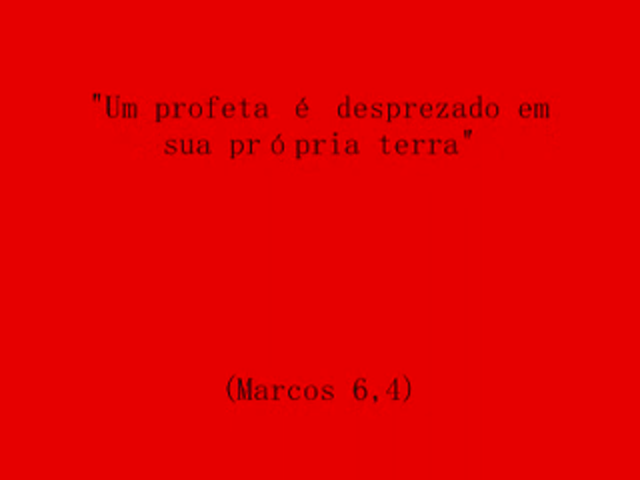 "Um profeta é desprezado em
sua própria terra"
(Marcos 6,4)